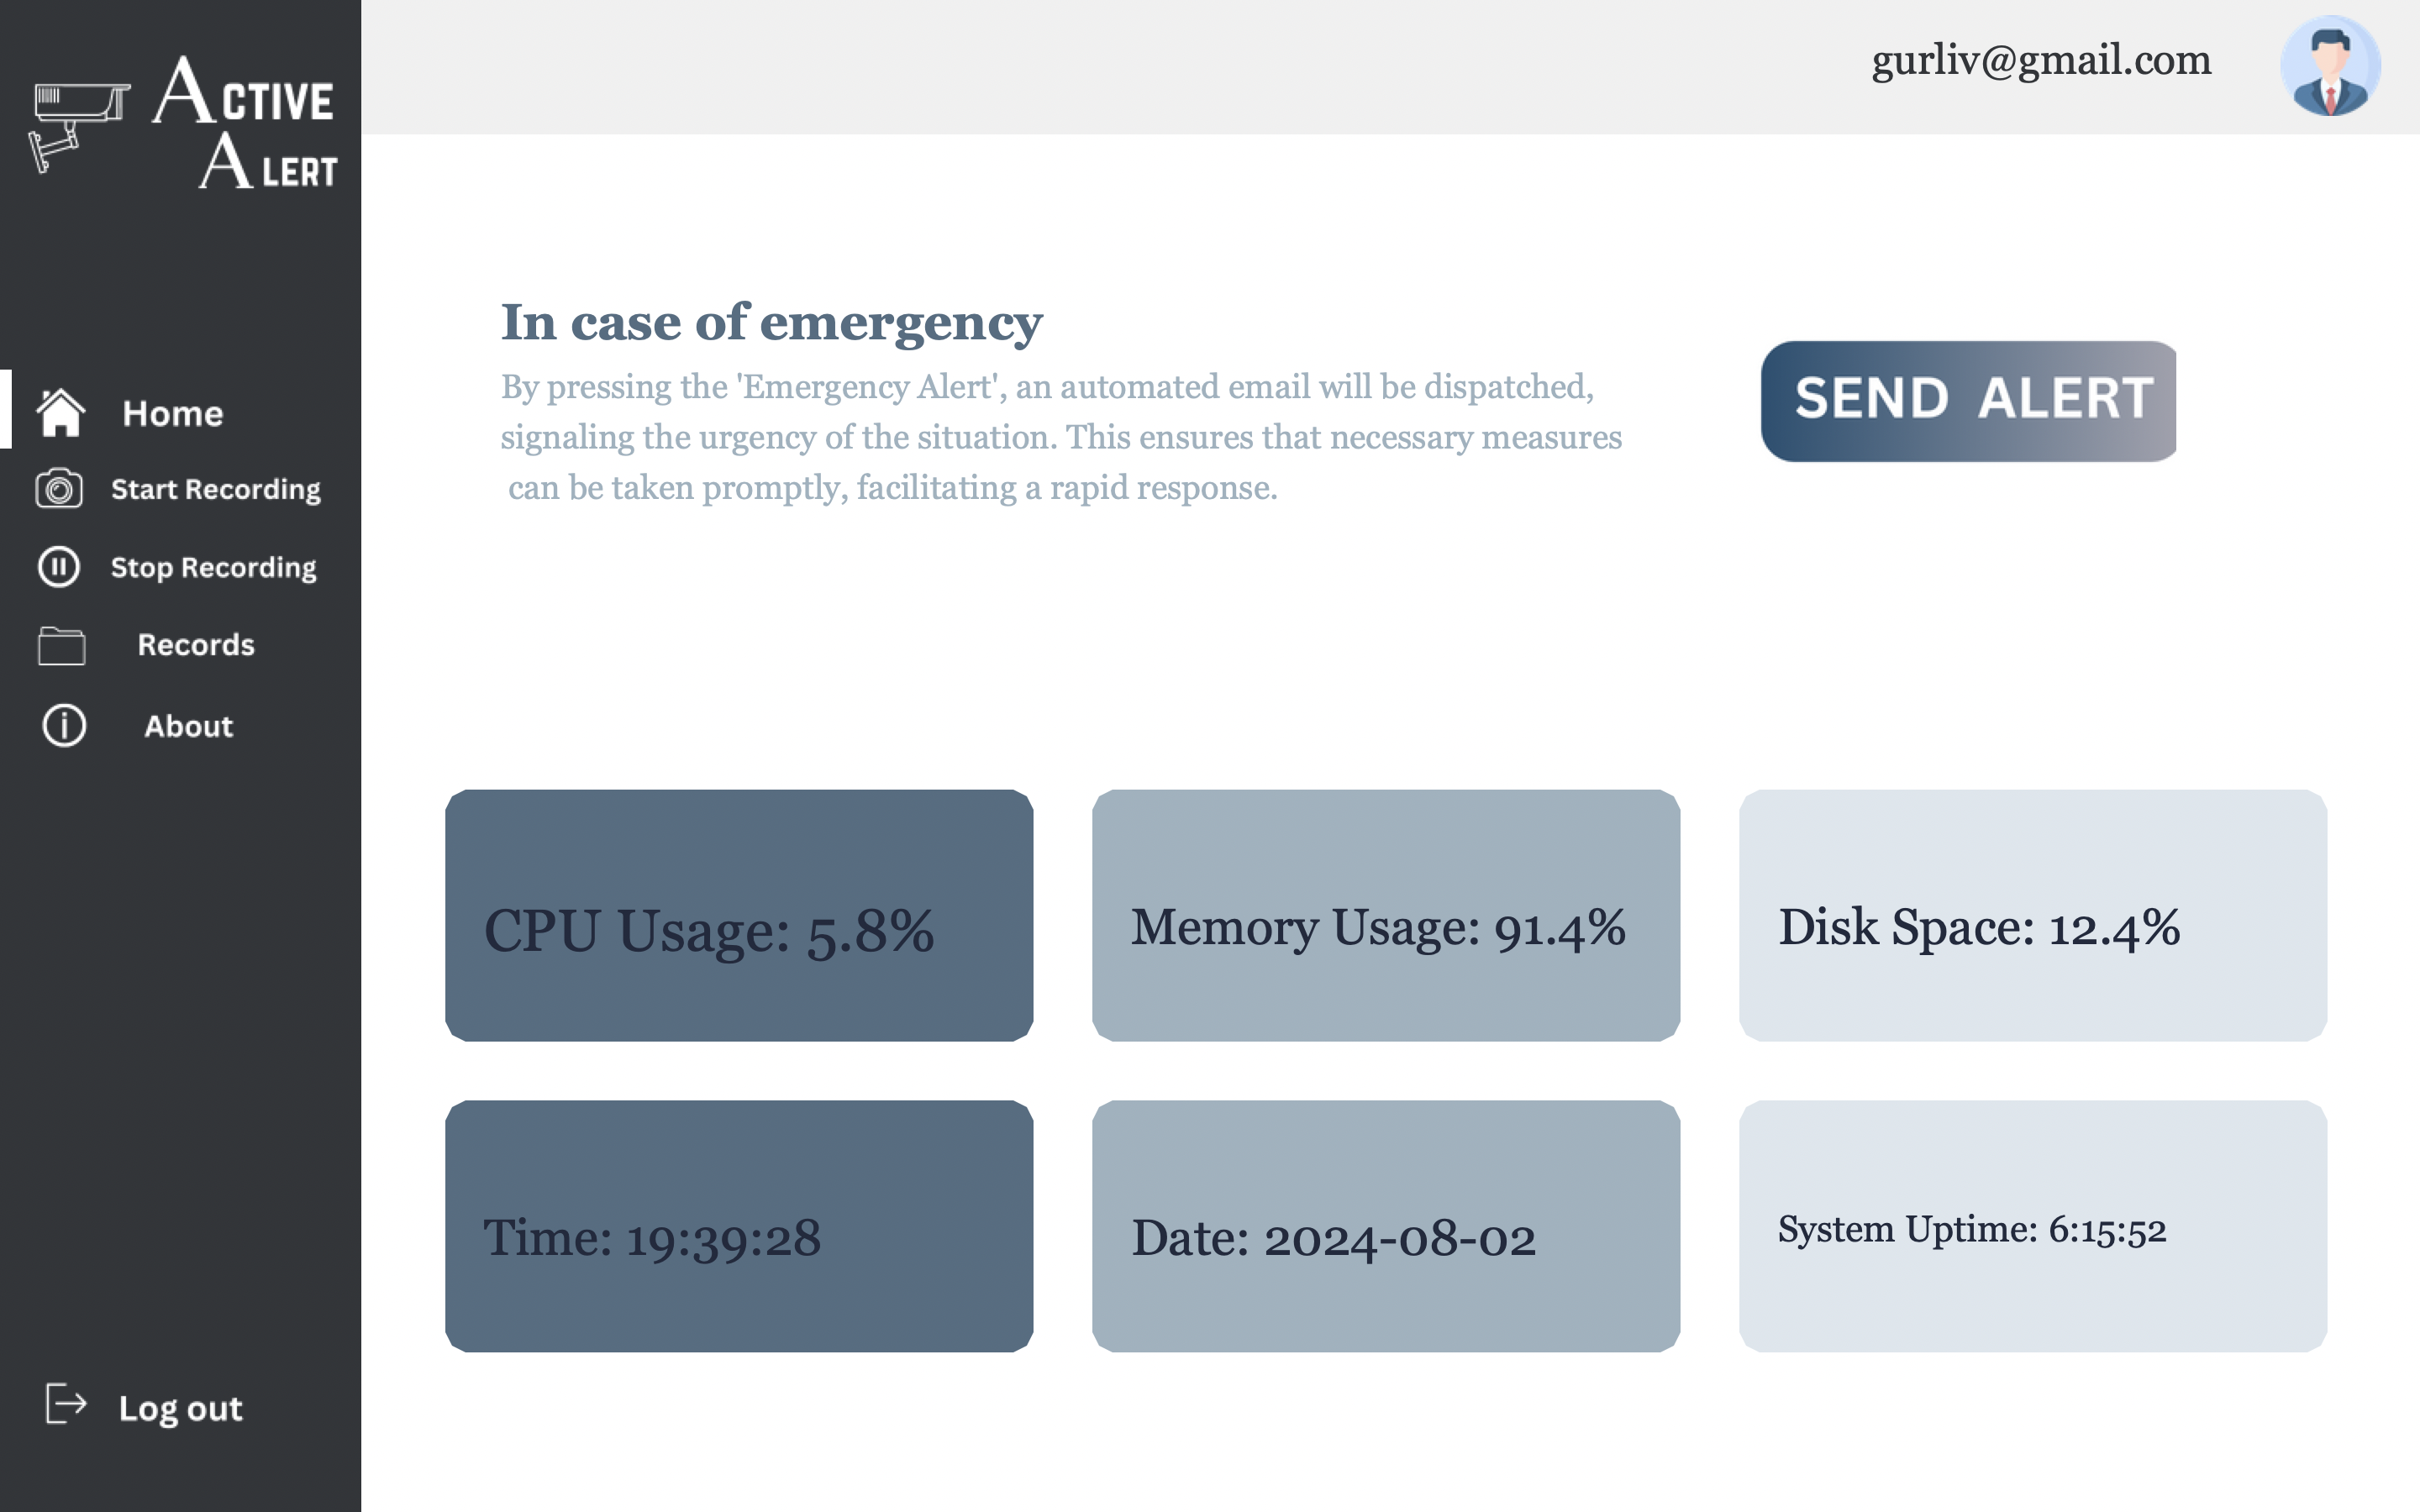 ACTIVE
ALERT
gurliv@gmail.com
In case of emergency
By pressing the 'Emergency Alert', an automated email will be dispatched,
signaling the urgency of the situation. This ensures that necessary measures
can be taken promptly, facilitating a rapid response.
SEND ALERT
Home
Start Recording
Stop Recording
Records
About
CPU Usage: 5.8%
Memory Usage: 91.4%
Disk Space: 12.4%
Time: 19:39:28
Date: 2024-08-02
System Uptime: 6:15:52
Log out